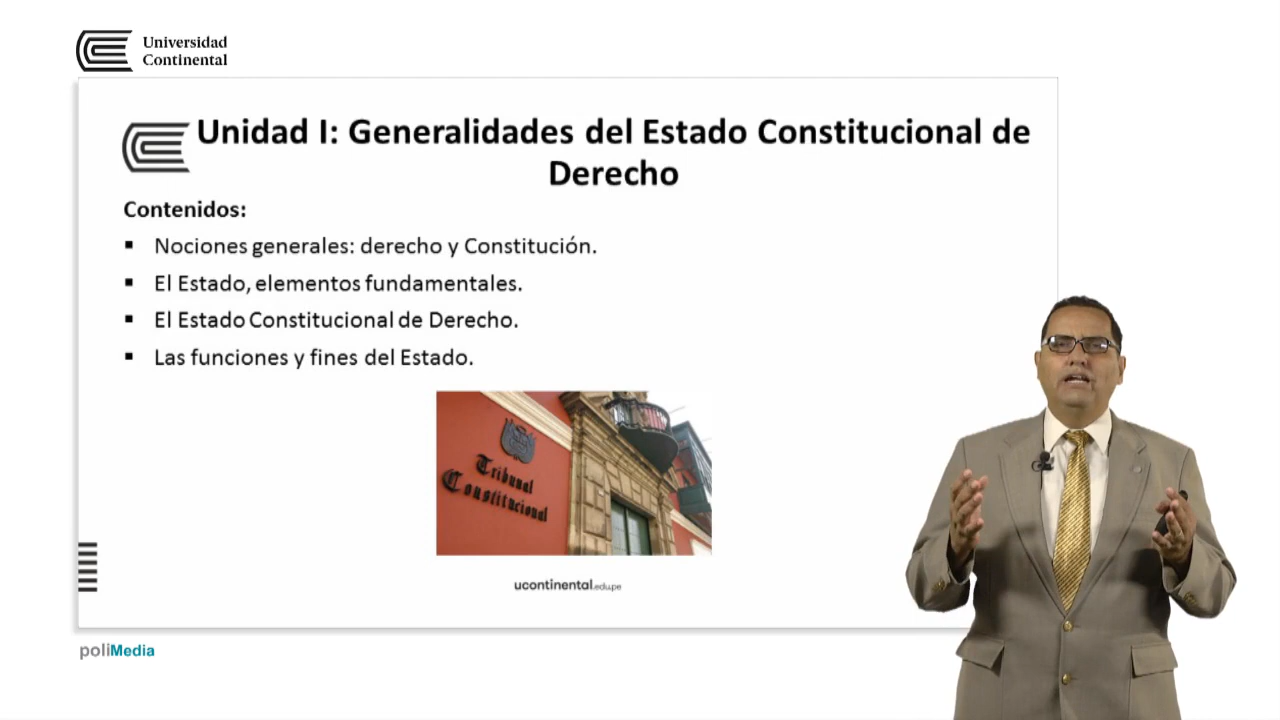 Universidad
Continental
Unidad I: Generalidades del Estado Constitucional de
Derecho
Contenidos:
▪ Nociones generales: derecho y Constitución.
▪ El Estado, elementos fundamentales.
▪ El Estado Constitucional de Derecho.
▪ Las funciones y fines del Estado.
Tribunal
Constitucional
ucontinental.edu.pe
poliMedia